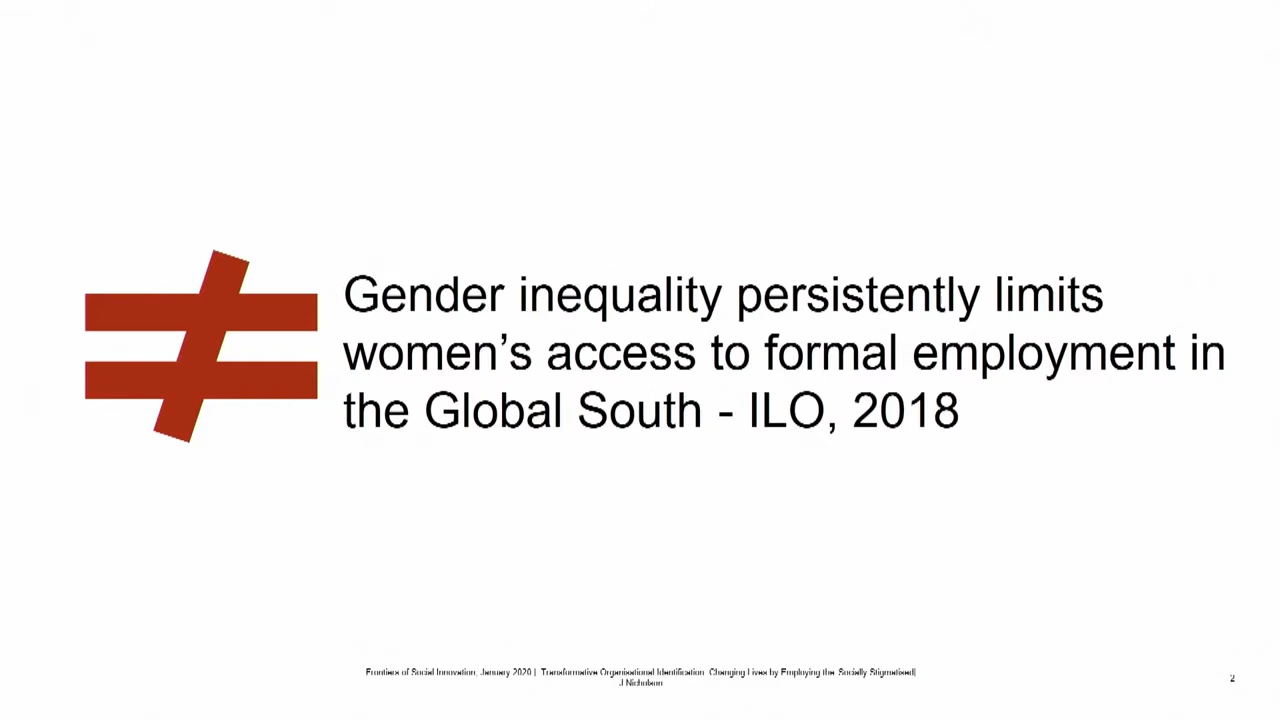 Gender inequality persistently limits
women’s access to formal employment in
the Global South - ILO, 2018
Frontiers of Social Innovation, January 2020 | Transformative Organisational Identification: Changing Lives by Employing the Socially Stigmatised|
J Nicholson
2